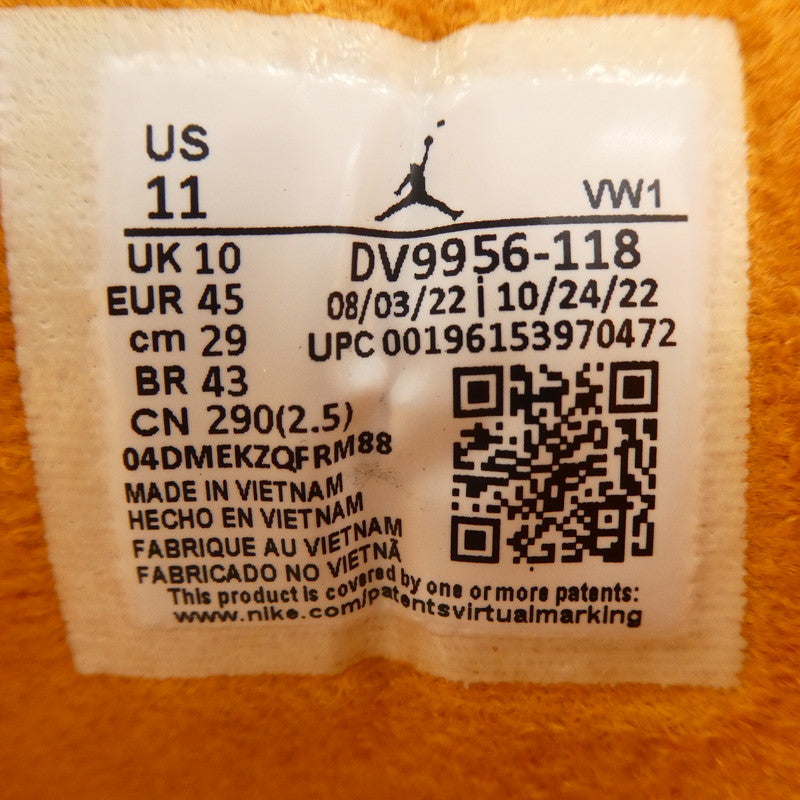 US
11
VW1
UK 10
DV9956-118
EUR 45
08/03/22 | 10/24/22
cm 29
UPC 00196153970472
BR 43
CN 290(2.5)
04DMEKZQFRM88
MADE IN VIETNAM
HECHO EN VIETNAM
FABRIQUE AU VIETNAM
FABRICADO NO VIETNÃ
This product is covered by one or more patents:
www.nike.com/patentsvirtualmarking